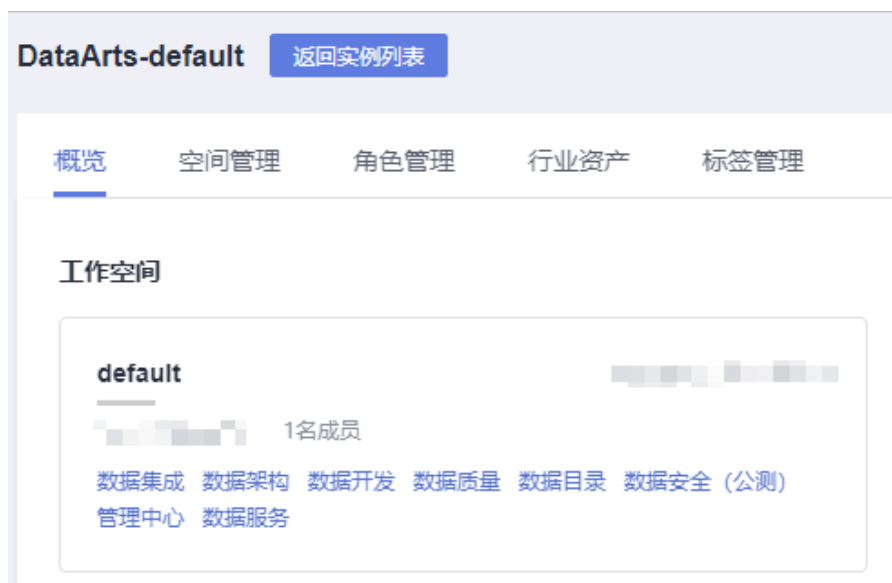 DataArts-default 返回实例列表
概览 空间管理 角色管理 行业资产 标签管理
工作空间
default
1名成员
数据集成 数据架构 数据开发 数据质量 数据目录 数据安全（公测）
管理中心 数据服务